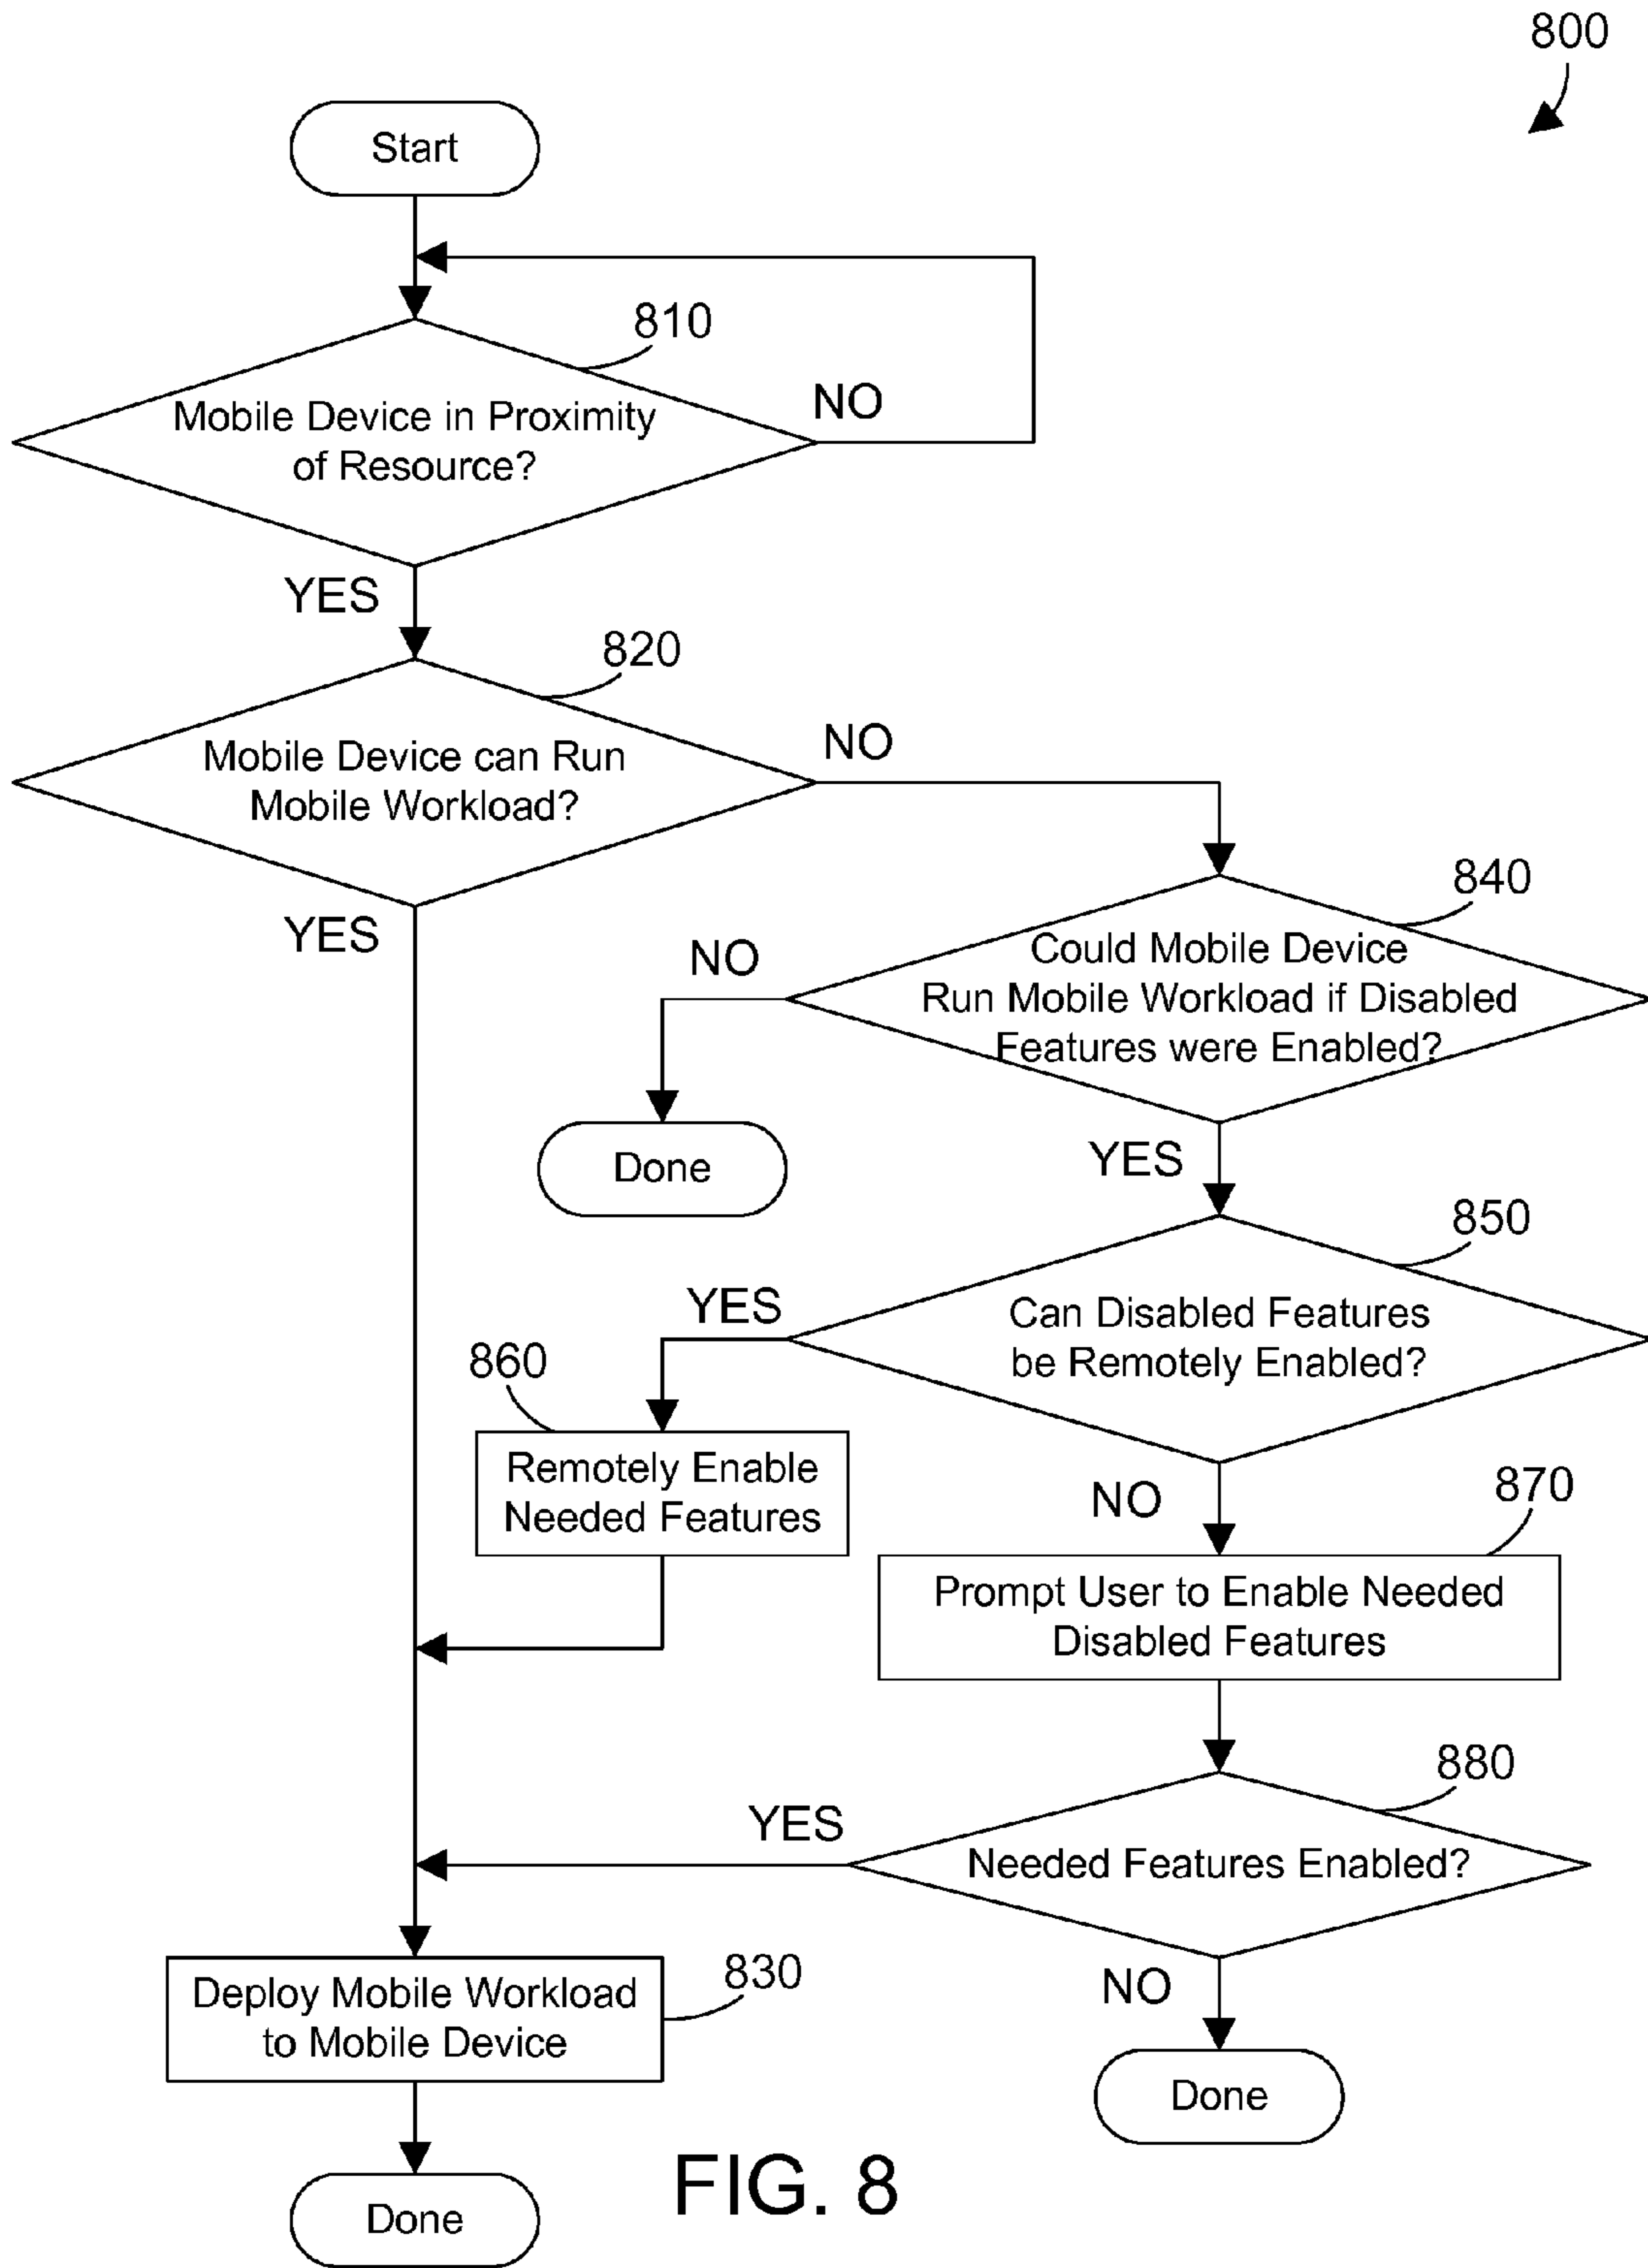 800
Start
810
Mobile Device in Proximity
of Resource?
NO
YES
820
Mobile Device can Run
Mobile Workload?
NO
YES
840
Could Mobile Device
Run Mobile Workload if Disabled
Features were Enabled?
NO
Done
YES
850
Can Disabled Features
be Remotely Enabled?
YES
860
Remotely Enable
Needed Features
NO
870
Prompt User to Enable Needed
Disabled Features
880
Needed Features Enabled?
YES
830
Deploy Mobile Workload
to Mobile Device
NO
Done
Done
FIG. 8